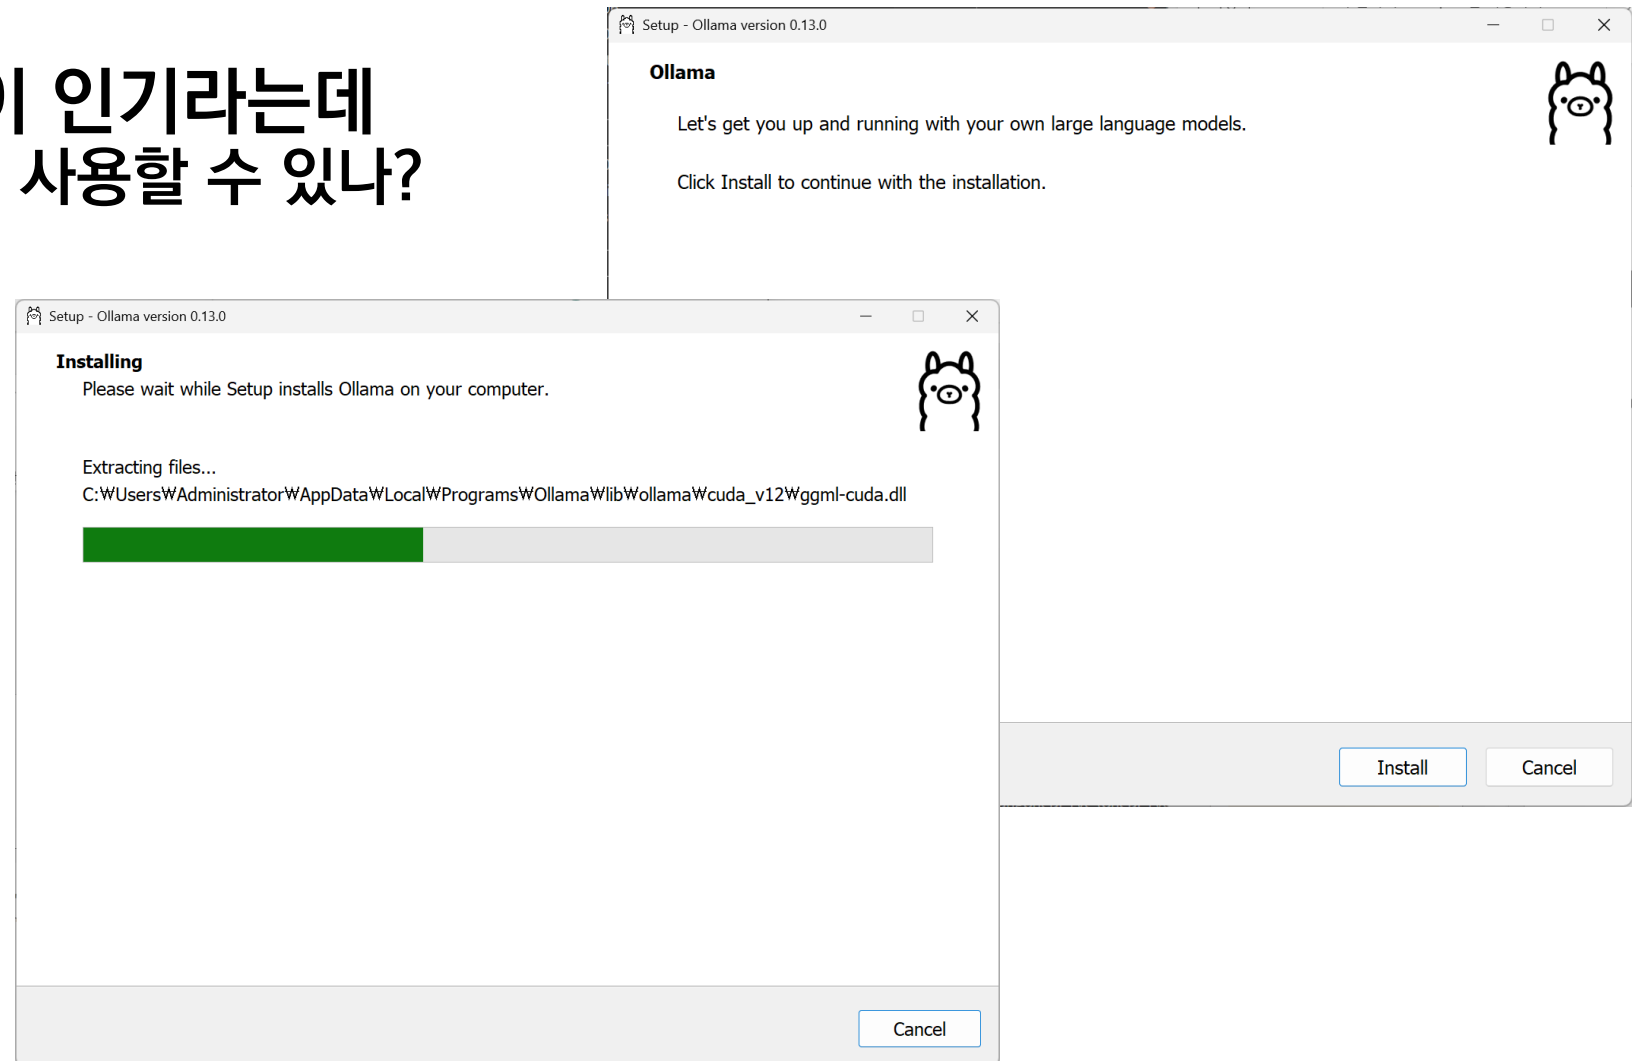 이 인기라는데
사용할 수 있나?
Setup - Ollama version 0.13.0
Ollama
Let's get you up and running with your own large language models.
Click Install to continue with the installation.
Install
Cancel
Setup - Ollama version 0.13.0
Installing
Please wait while Setup installs Ollama on your computer.
Extracting files...
C:₩Users₩Administrator₩AppData₩Local₩Programs₩Ollama₩lib₩ollama₩cuda_v12₩ggml-cuda.dll
Cancel